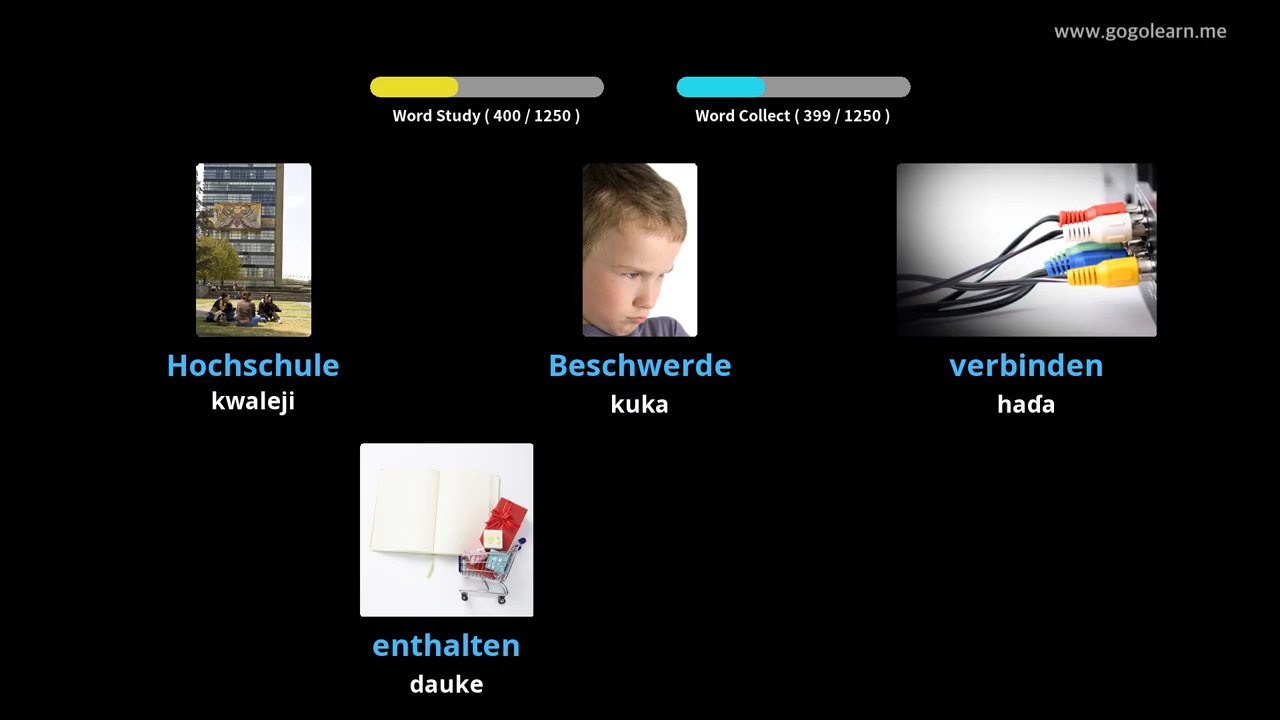 www.gogolearn.me
Word Study ( 400 / 1250 )
Word Collect ( 399 / 1250 )
Hochschule
kwaleji
Beschwerde
kuka
verbinden
haɗa
enthalten
dauke